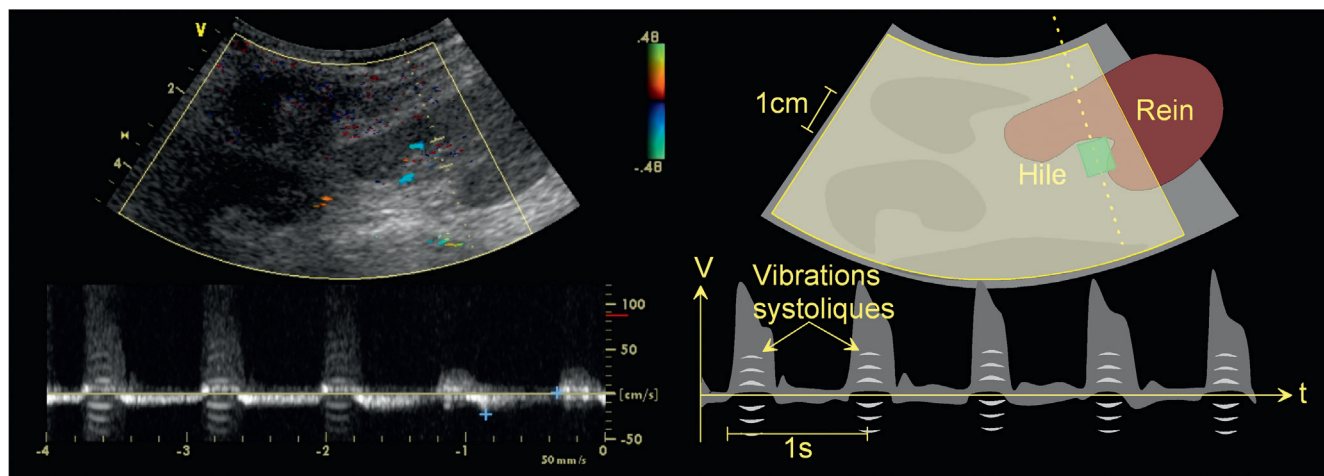 V
.48
2
4
-.48
1cm
Rein
Hile
100
50
[cm/s]
-50
-4
-3
-2
-1
0
50 mm/s
V
Vibrations
systoliques
t
1s